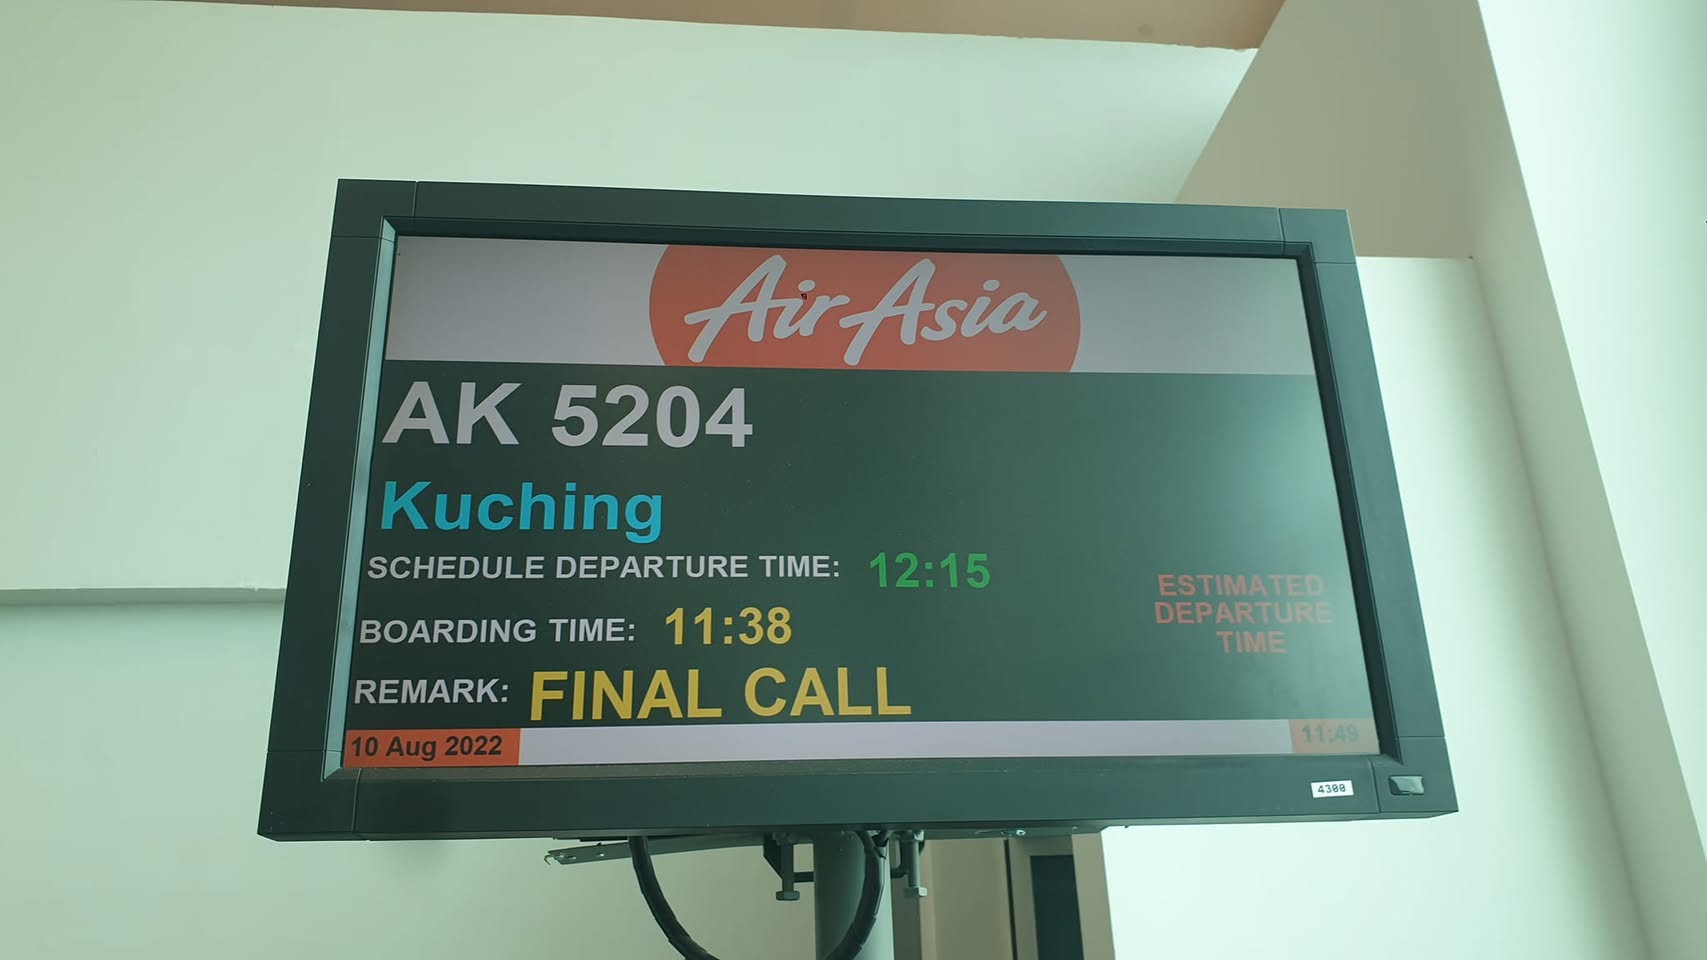 AirAsia
AK 5204
Kuching
SCHEDULE DEPARTURE TIME: 12:15
BOARDING TIME: 11:38
ESTIMATED
DEPARTURE
TIME
REMARK: FINAL CALL
10 Aug 2022 11:49
4300